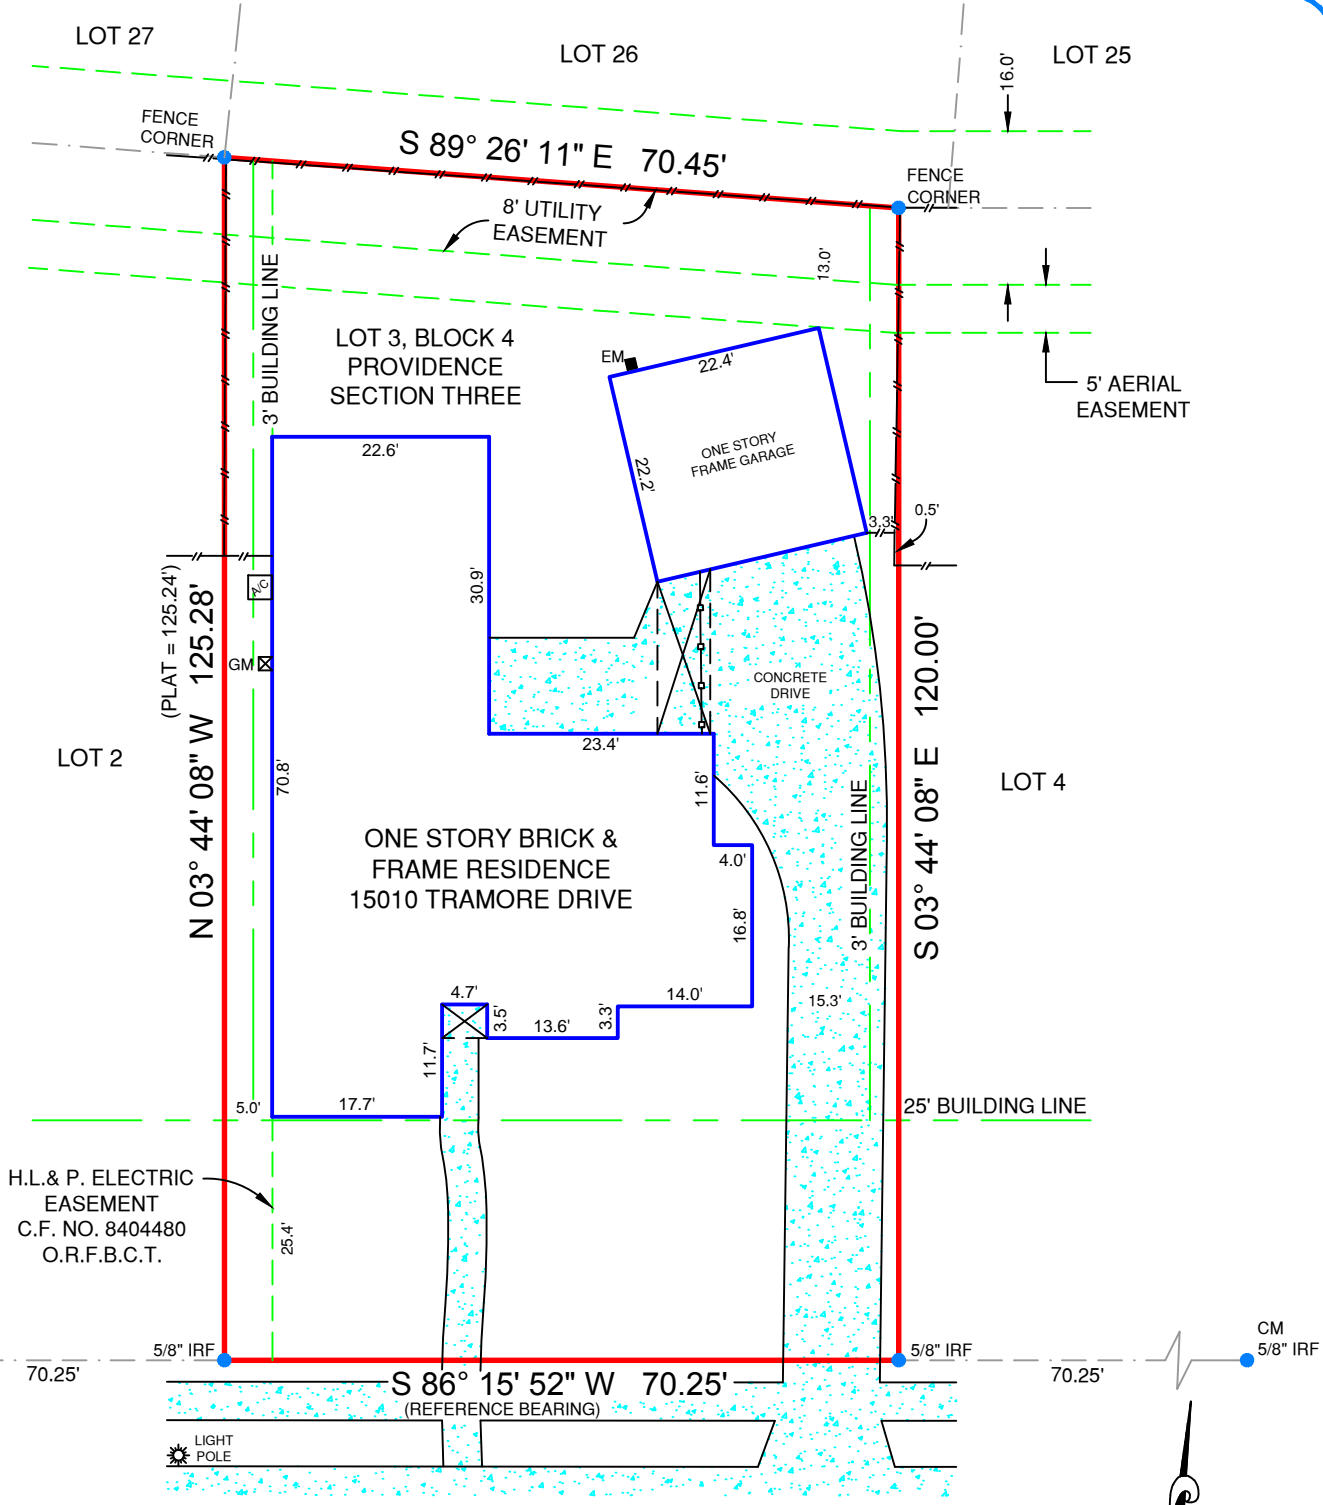 LOT 27
LOT 26
LOT 25
16.0'
FENCE
CORNER
S 89° 26' 11" E   70.45'
FENCE
CORNER
8' UTILITY
EASEMENT
13.0'
3' BUILDING LINE
LOT 3, BLOCK 4
PROVIDENCE
SECTION THREE
EM
22.4'
5' AERIAL
EASEMENT
22.6'
ONE STORY
FRAME GARAGE
22.2'
3.3'
0.5'
(PLAT = 125.24')
N 03° 44' 08" W   125.28'
A/C
30.9'
GM
CONCRETE
DRIVE
S 03° 44' 08" E   120.00'
23.4'
LOT 2
70.8'
11.6'
LOT 4
3' BUILDING LINE
ONE STORY BRICK &
FRAME RESIDENCE
15010 TRAMORE DRIVE
4.0'
16.8'
4.7'
3.5'
13.6'
3.3'
14.0'
15.3'
11.7'
5.0'
17.7'
25' BUILDING LINE
H.L.& P. ELECTRIC
EASEMENT
C.F. NO. 8404480
O.R.F.B.C.T.
25.4'
5/8" IRF
5/8" IRF
CM
5/8" IRF
70.25'
S 86° 15' 52" W   70.25'
70.25'
(REFERENCE BEARING)
LIGHT
POLE